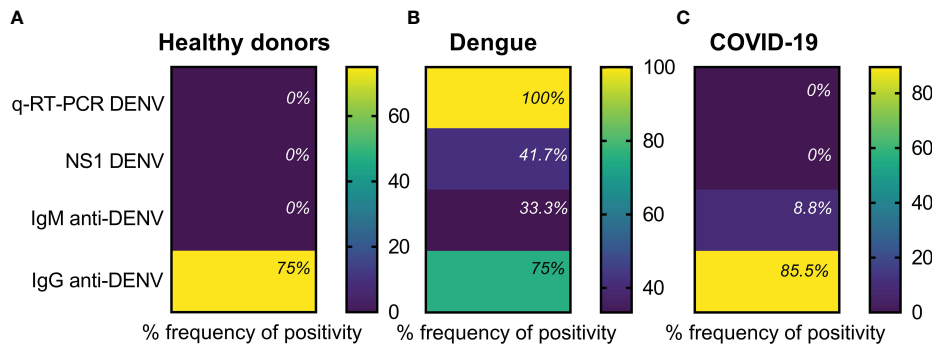 A
B
C
Healthy donors
Dengue
COVID-19
q-RT-PCR DENV
NS1 DENV
IgM anti-DENV
IgG anti-DENV
0%
0%
0%
75%
60
40
20
0
% frequency of positivity
100%
41.7%
33.3%
75%
100
80
60
40
% frequency of positivity
0%
0%
8.8%
85.5%
80
60
40
20
0
% frequency of positivity